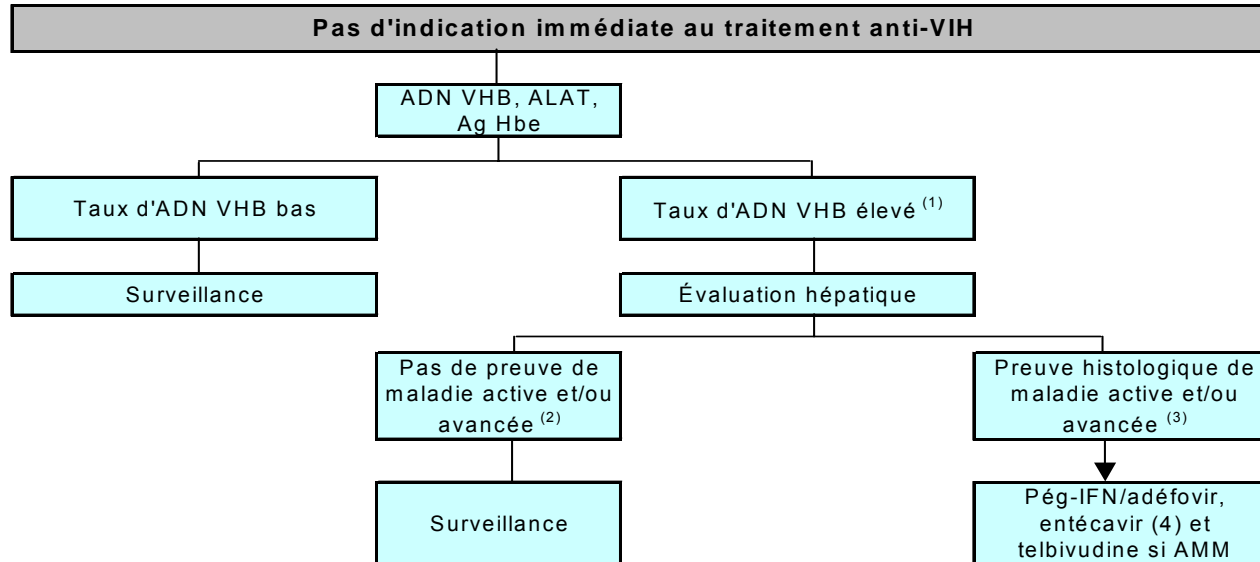 Pas d'indication immédiate au traitement anti-VIH
ADN VHB, ALAT,
Ag Hbe
Taux d'ADN VHB bas
Taux d'ADN VHB élevé (1)
Surveillance
Évaluation hépatique
Pas de preuve de
maladie active et/ou
avancée (2)
Preuve histologique de
maladie active et/ou
avancée (3)
Surveillance
Pég-IFN/adéfovir,
entécavir (4) et
telbivudine si AMM